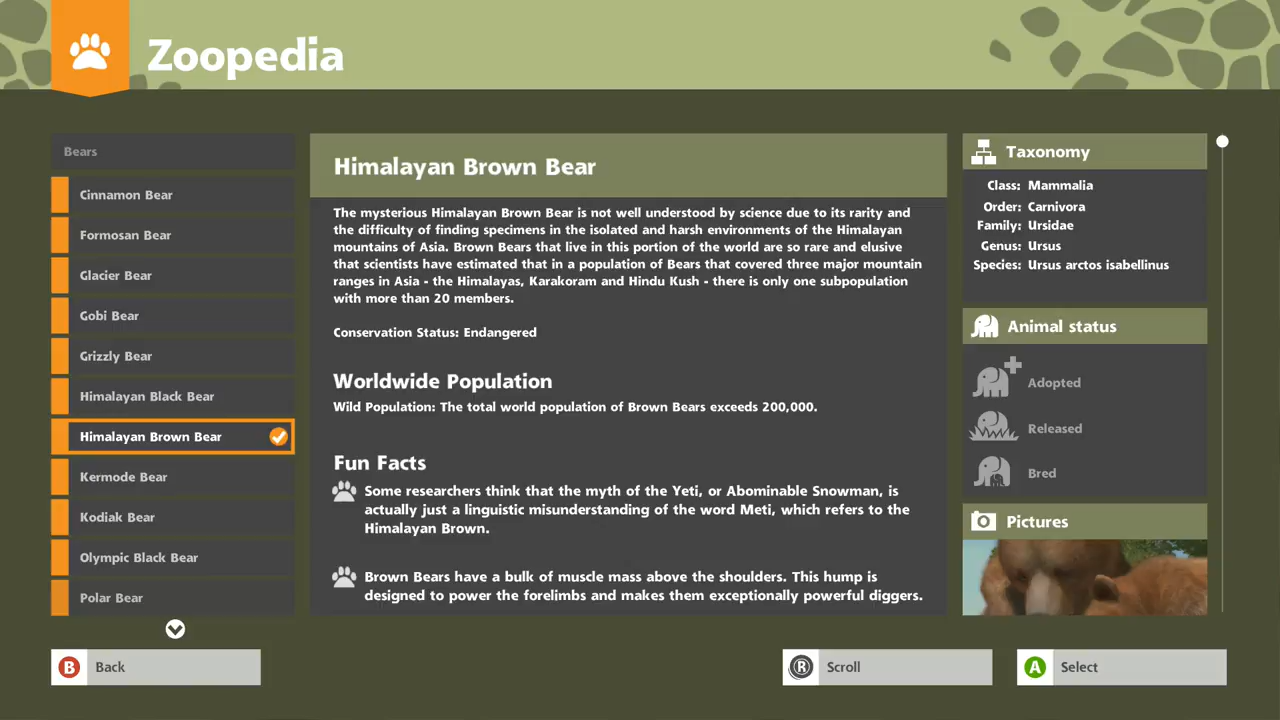 Zoopedia
Bears
Cinnamon Bear
Formosan Bear
Glacier Bear
Gobi Bear
Grizzly Bear
Himalayan Black Bear
Himalayan Brown Bear
Kermode Bear
Kodiak Bear
Olympic Black Bear
Polar Bear
Himalayan Brown Bear
The mysterious Himalayan Brown Bear is not well understood by science due to its rarity and
the difficulty of finding specimens in the isolated and harsh environments of the Himalayan
mountains of Asia. Brown Bears that live in this portion of the world are so rare and elusive
that scientists have estimated that in a population of Bears that covered three major mountain
ranges in Asia - the Himalayas, Karakoram and Hindu Kush - there is only one subpopulation
with more than 20 members.
Conservation Status: Endangered
Worldwide Population
Wild Population: The total world population of Brown Bears exceeds 200,000.
Fun Facts
Some researchers think that the myth of the Yeti, or Abominable Snowman, is
actually just a linguistic misunderstanding of the word Meti, which refers to the
Himalayan Brown.
Brown Bears have a bulk of muscle mass above the shoulders. This hump is
designed to power the forelimbs and makes them exceptionally powerful diggers.
Taxonomy
Class: Mammalia
Order: Carnivora
Family: Ursidae
Genus: Ursus
Species: Ursus arctos isabellinus
Animal status
Adopted
Released
Bred
Pictures
B Back
R Scroll
A Select